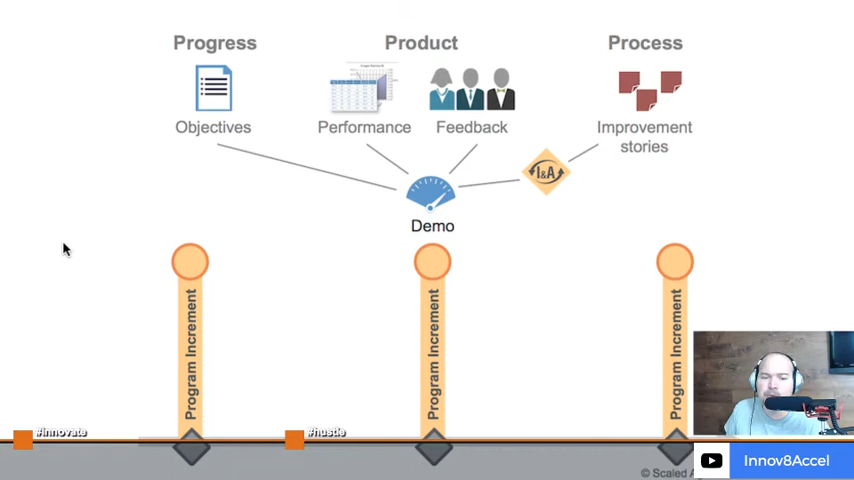 Progress
Product
Process
Objectives
Performance
Feedback
Improvement
stories
I&A
Demo
Program Increment
Program Increment
Program Increment
#innovate
#hustle
© Scaled
Innov8Accel